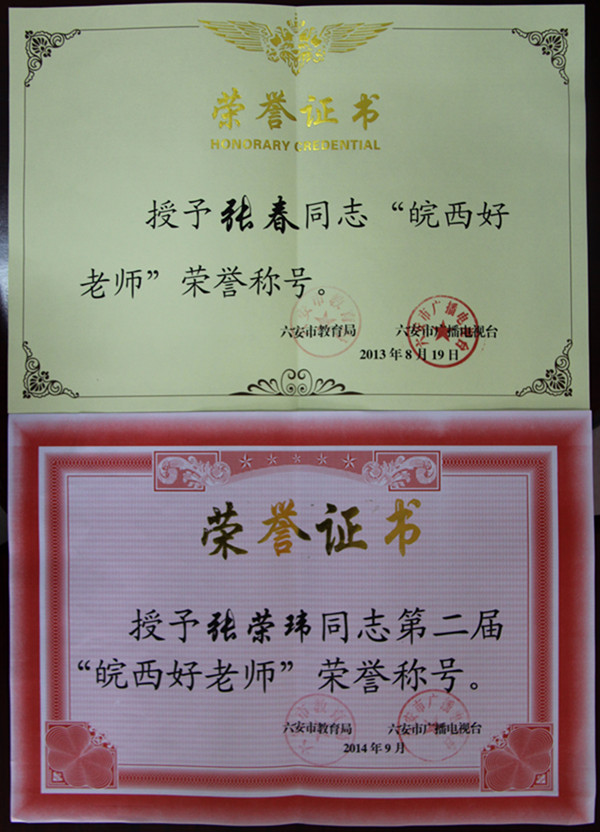 荣誉证书
HONORARY CREDENTIAL
授予张春同志“皖西好
老师”荣誉称号。
六安市教育局 六安市广播电视台
2013年8月19日
荣誉证书
授予张荣玮同志第二届
“皖西好老师”荣誉称号。
六安市教育局 六安市广播电视台
2014年9月